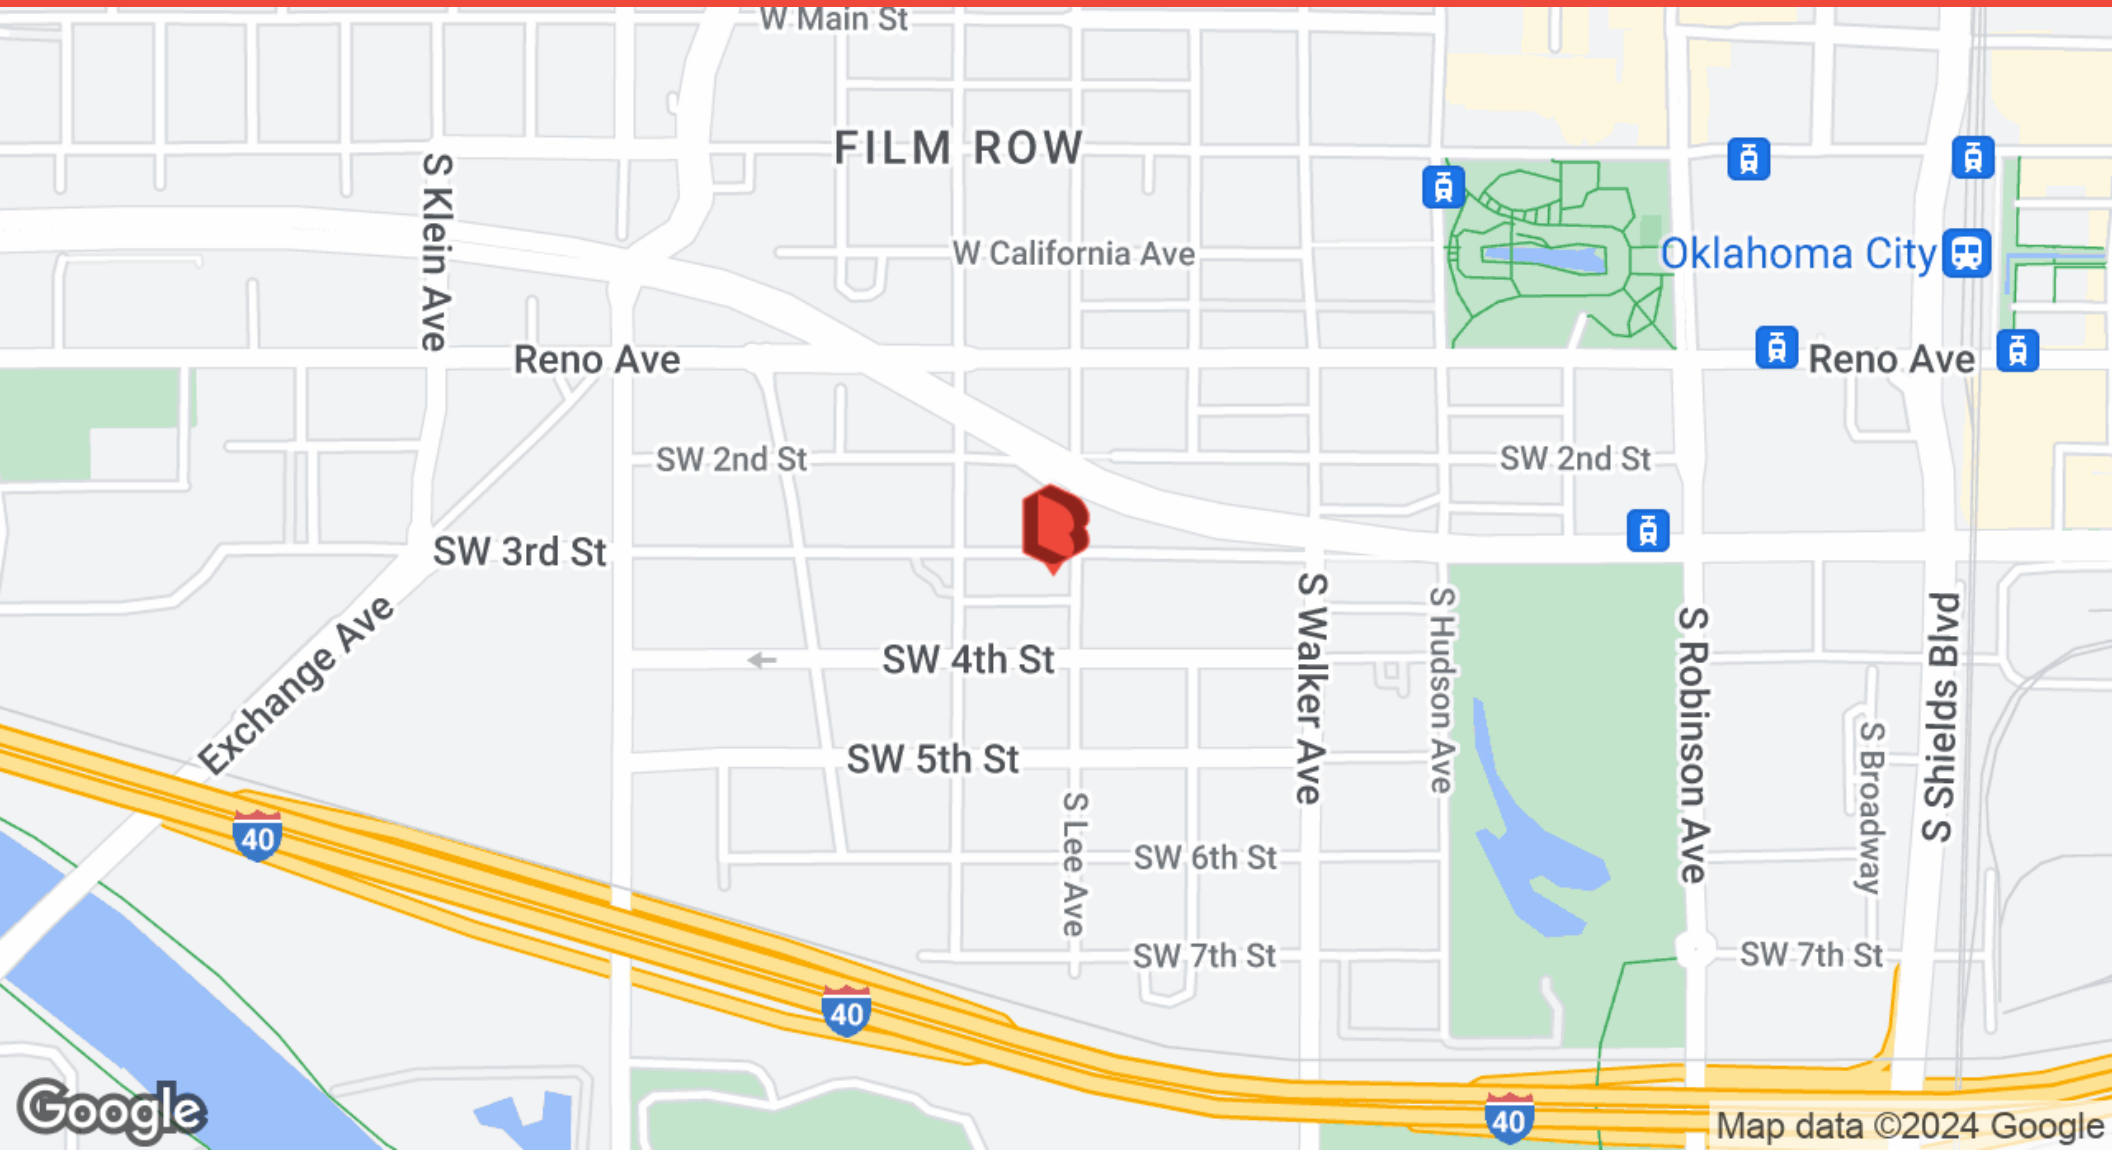 W Main St
FILM ROW
S Klein Ave
W California Ave
Oklahoma City
Reno Ave
Reno Ave
SW 2nd St
SW 2nd St
SW 3rd St
Exchange Ave
SW 4th St
S Walker Ave
S Hudson Ave
S Robinson Ave
S Shields Blvd
S Broadway
SW 5th St
S Lee Ave
40
SW 6th St
SW 7th St
SW 7th St
40
40
Google
Map data ©2024 Google